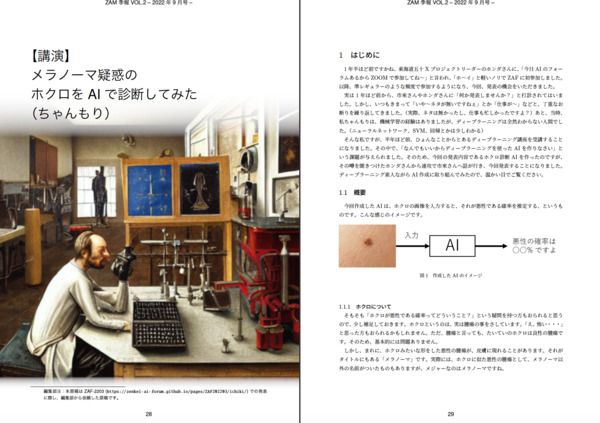 ZAM 季報 VOL.2 – 2022 年 9 月号 –
【講演】
メラノーマ疑惑の
ホクロを AI で診断してみた
（ちゃんもり）
編集部注：本原稿は ZAF-2203 (https://zenkei-ai-forum.github.io/pages/ZAFIN2203/ichiki/) での発表
に際し、編集部から依頼した原稿です。
28
ZAM 季報 VOL.2 – 2022 年 9 月号 –
1 はじめに
1 年半ほど前ですかね、東海道五十 X プロジェクトリーダーのホンダさんに、「今日 AI のフォー
ラムあるから ZOOM で参加してね〜」と言われ、「ホ〜イ」と軽いノリで ZAF に初参加しました。
以降、準レギュラーのような頻度で参加するようになり、今回、発表の機会をいただきました。
実は 1 年ほど前から、市來さんやホンダさんに「何か発表しませんか？」と打診されてはいま
した。しかし、いつもきまって「いや〜ネタが無いですねぇ」とか「仕事が〜」などと、丁重なお
断りを繰り返してきました。（実際、ネタは無かったし、仕事も忙しかったですよ？）あと、当時、
私ちゃんもりは、機械学習の経験はありましたが、ディープラーニングは全然わからない人間でし
た。（ニューラルネットワーク、SVM、回帰とかは少しわかる）
そんな私ですが、半年ほど前、ひょんなことからとあるディープラーニング講座を受講すること
になりました。その中で、「なんでもいいからディープラーニングを使った AI を作りなさい」と
いう課題が与えられました。そのため、今回の発表内容であるホクロ診断 AI を作ったのですが、
その噂を聞きつけたホンダさんから速攻で市來さんへ話が行き、今回発表することになりました。
ディープラーニング素人ながら AI 作成に取り組んでみたので、温かい目でご覧ください。
1.1 概要
今回作成した AI は、ホクロの画像を入力すると、それが悪性である確率を推定する、というも
のです。こんな感じのイメージです。
入力
AI
悪性の確率は
○○% ですよ
図 1 作成した AI のイメージ
1.1.1 ホクロについて
そもそも「ホクロが悪性である確率ってどういうこと？」という疑問を持つ方もおられると思う
ので、少し補足しておきます。ホクロというのは、実は腫瘍の事をさしています。「え、怖い・・・」
と思った方もおられるかもしれません。ただ、腫瘍と言っても、たいていのホクロは良性の腫瘍で
す。そのため、基本的には問題ありません。
しかし、まれに、ホクロみたいな形をした悪性の腫瘍が、皮膚に現れることがあります。それが
タイトルにもある「メラノーマ」です。実際には、ホクロに似た悪性の腫瘍として、メラノーマ以
外の名前がついたものもありますが、メジャーなのはメラノーマですね。
29